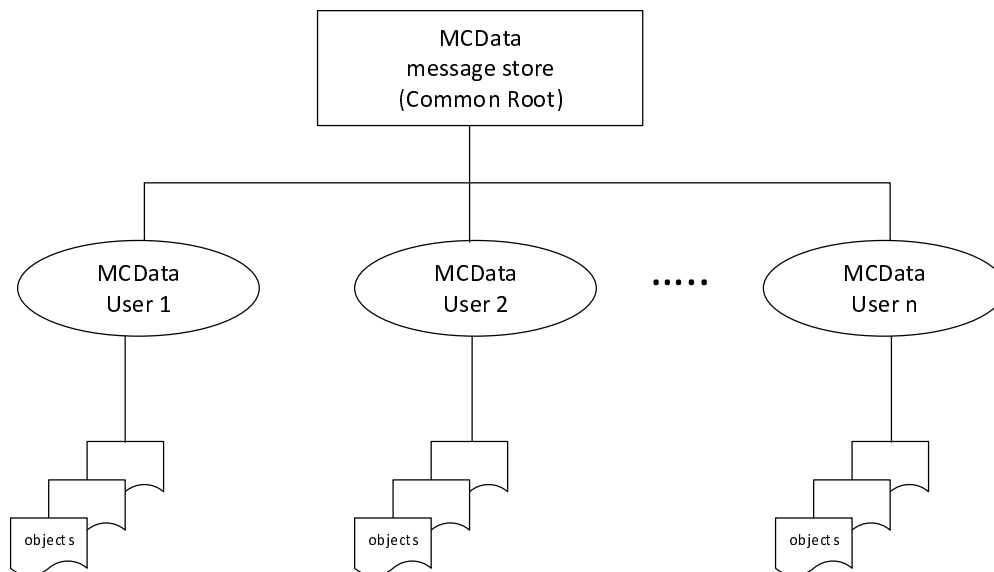 MCData
message store
(Common Root)
MCData
User 1
MCData
User 2
.....
MCData
User n
objects
objects
objects